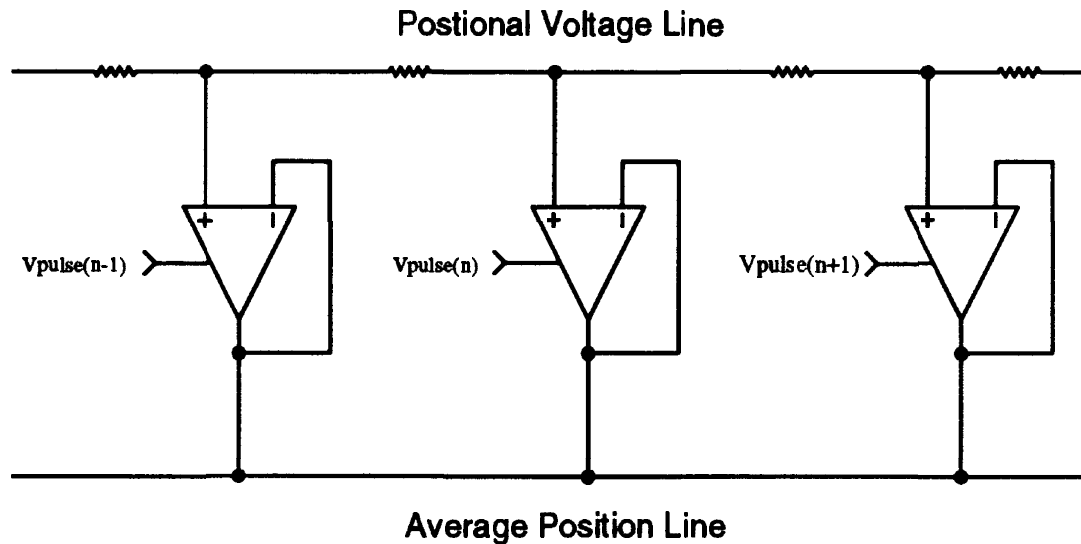 Postional Voltage Line
+ − + − + −
Vpulse(n-1)
Vpulse(n)
Vpulse(n+1)
Average Position Line